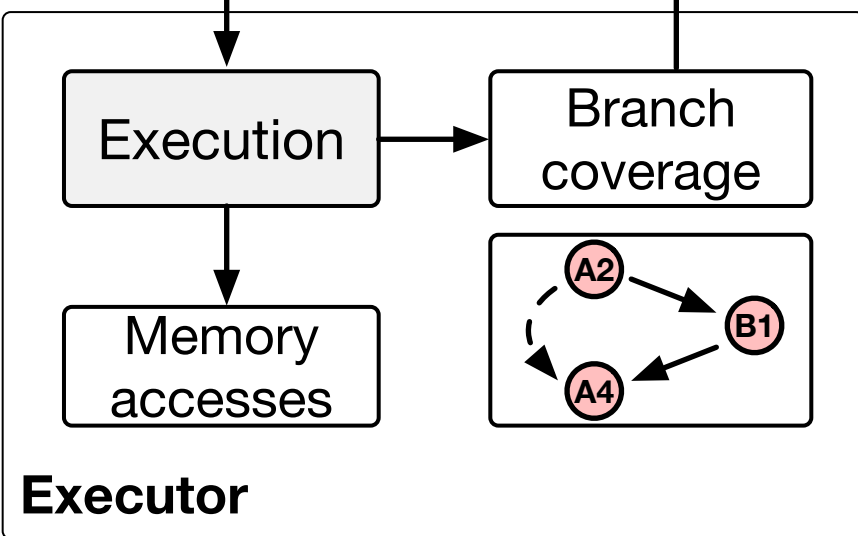 Execution
Branch
coverage
Memory
accesses
A2
B1
A4
Executor